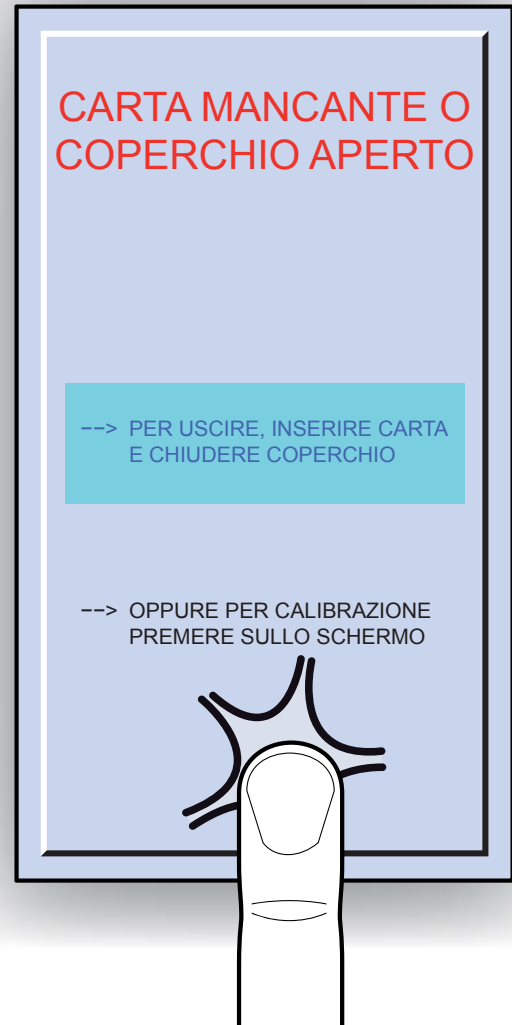 CARTA MANCANTE O
COPERCHIO APERTO
--> PER USCIRE, INSERIRE CARTA
E CHIUDERE COPERCHIO
--> OPPURE PER CALIBRAZIONE
PREMERE SULLO SCHERMO